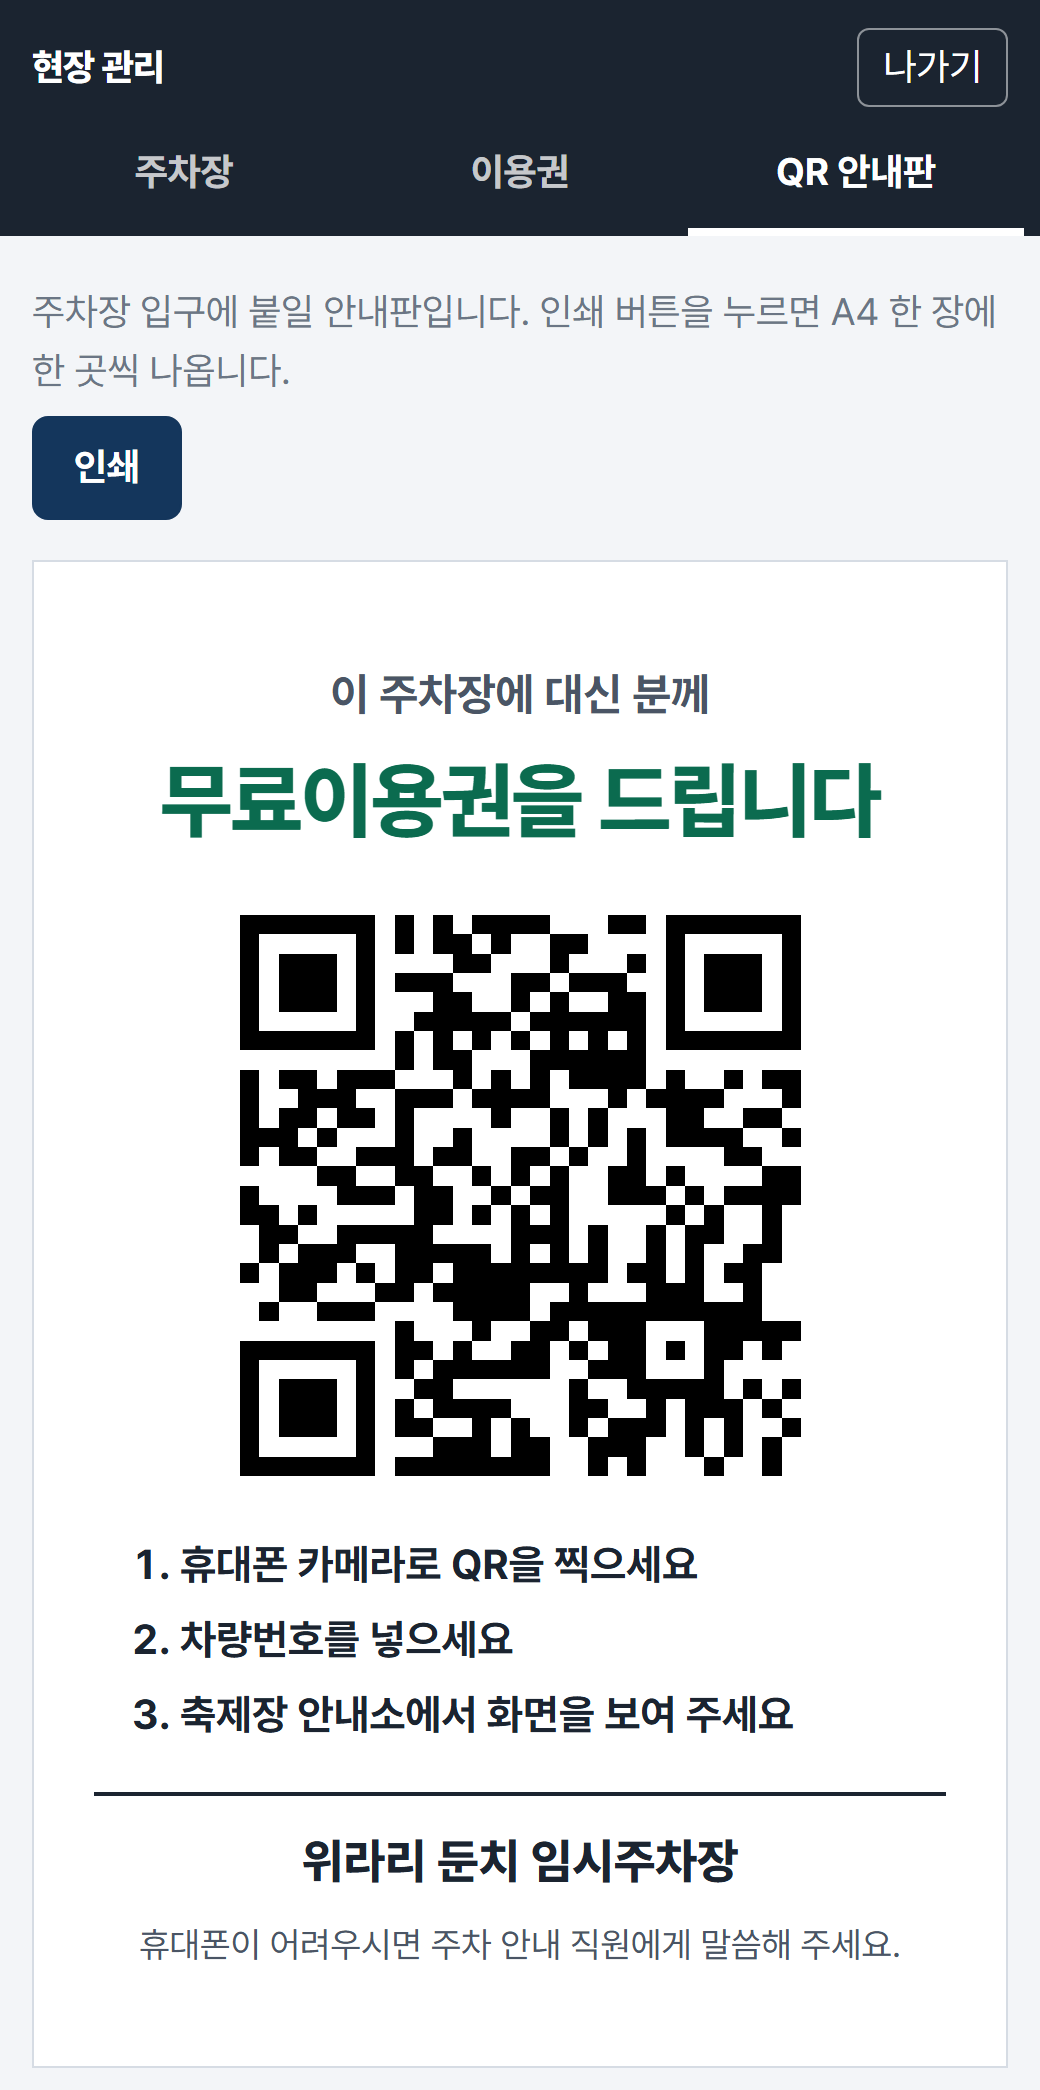 현장 관리
나가기
주차장
이용권
QR 안내판
주차장 입구에 붙일 안내판입니다. 인쇄 버튼을 누르면 A4 한 장에
한 곳씩 나옵니다.
인쇄
이 주차장에 대신 분께
무료이용권을 드립니다
1. 휴대폰 카메라로 QR을 찍으세요
2. 차량번호를 넣으세요
3. 축제장 안내소에서 화면을 보여 주세요
위라리 둔치 임시주차장
휴대폰이 어려우시면 주차 안내 직원에게 말씀해 주세요.